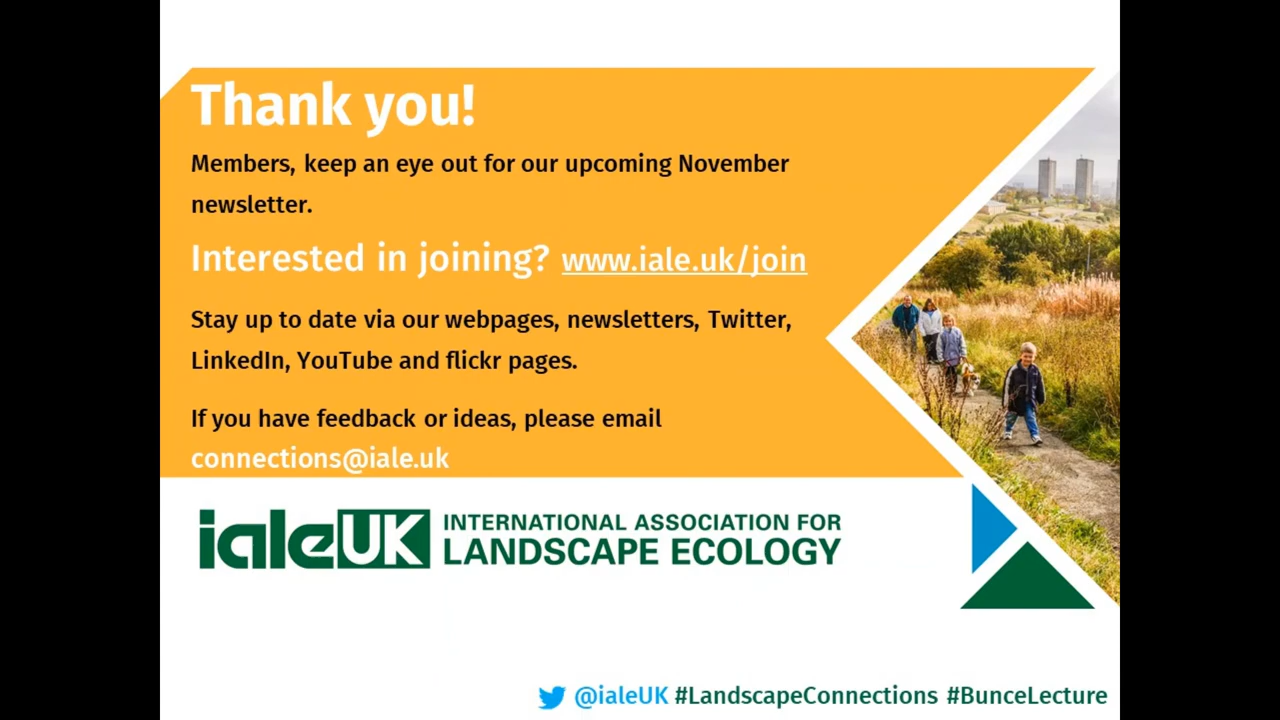 Thank you!
Members, keep an eye out for our upcoming November
newsletter.
Interested in joining? www.iale.uk/join
Stay up to date via our webpages, newsletters, Twitter,
LinkedIn, YouTube and flickr pages.
If you have feedback or ideas, please email
connections@iale.uk
ialeUK INTERNATIONAL ASSOCIATION FOR
LANDSCAPE ECOLOGY
@ialeUK #LandscapeConnections #BunceLecture